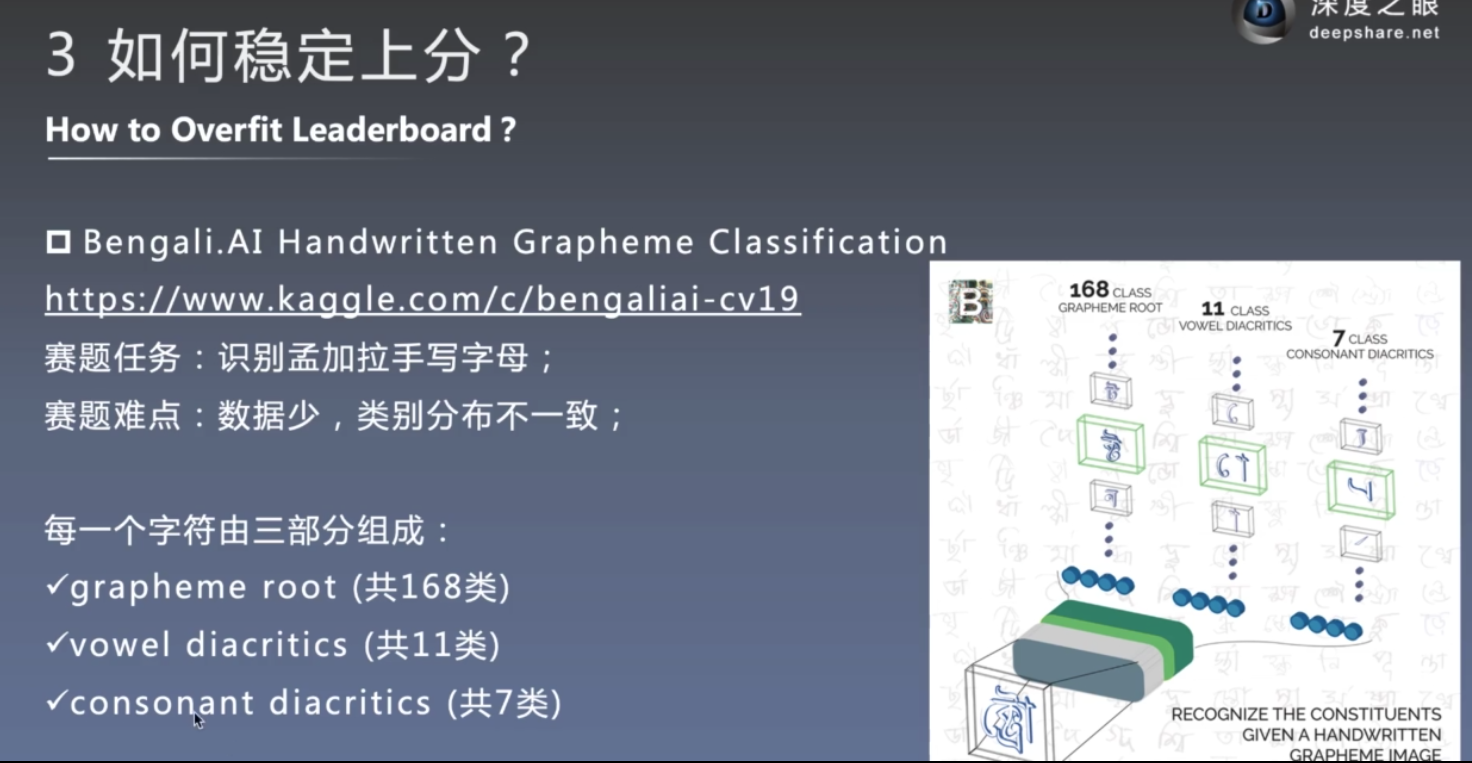 深度之眼
deepshare.net
3 如何稳定上分？
How to Overfit Leaderboard ?
Bengali.AI Handwritten Grapheme Classification
https://www.kaggle.com/c/bengaliai-cv19
赛题任务：识别孟加拉手写字母；
赛题难点：数据少，类别分布不一致；
每一个字符由三部分组成：
✓grapheme root (共168类)
✓vowel diacritics (共11类)
✓consonant diacritics (共7类)
B
168 CLASS
GRAPHEME ROOT
11 CLASS
VOWEL DIACRITICS
7 CLASS
CONSONANT DIACRITICS
RECOGNIZE THE CONSTITUENTS
GIVEN A HANDWRITTEN
GRAPHEME IMAGE